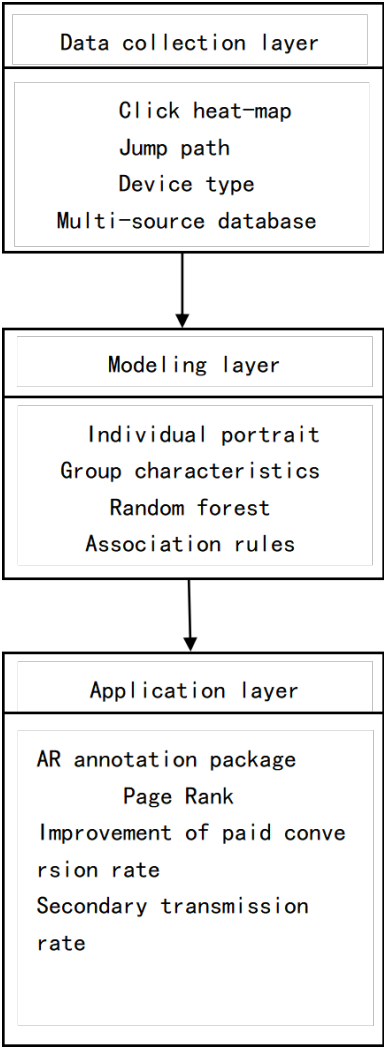 Data collection layer
Click heat-map
Jump path
Device type
Multi-source database
Modeling layer
Individual portrait
Group characteristics
Random forest
Association rules
Application layer
AR annotation package
Page Rank
Improvement of paid conve
rsion rate
Secondary transmission
rate